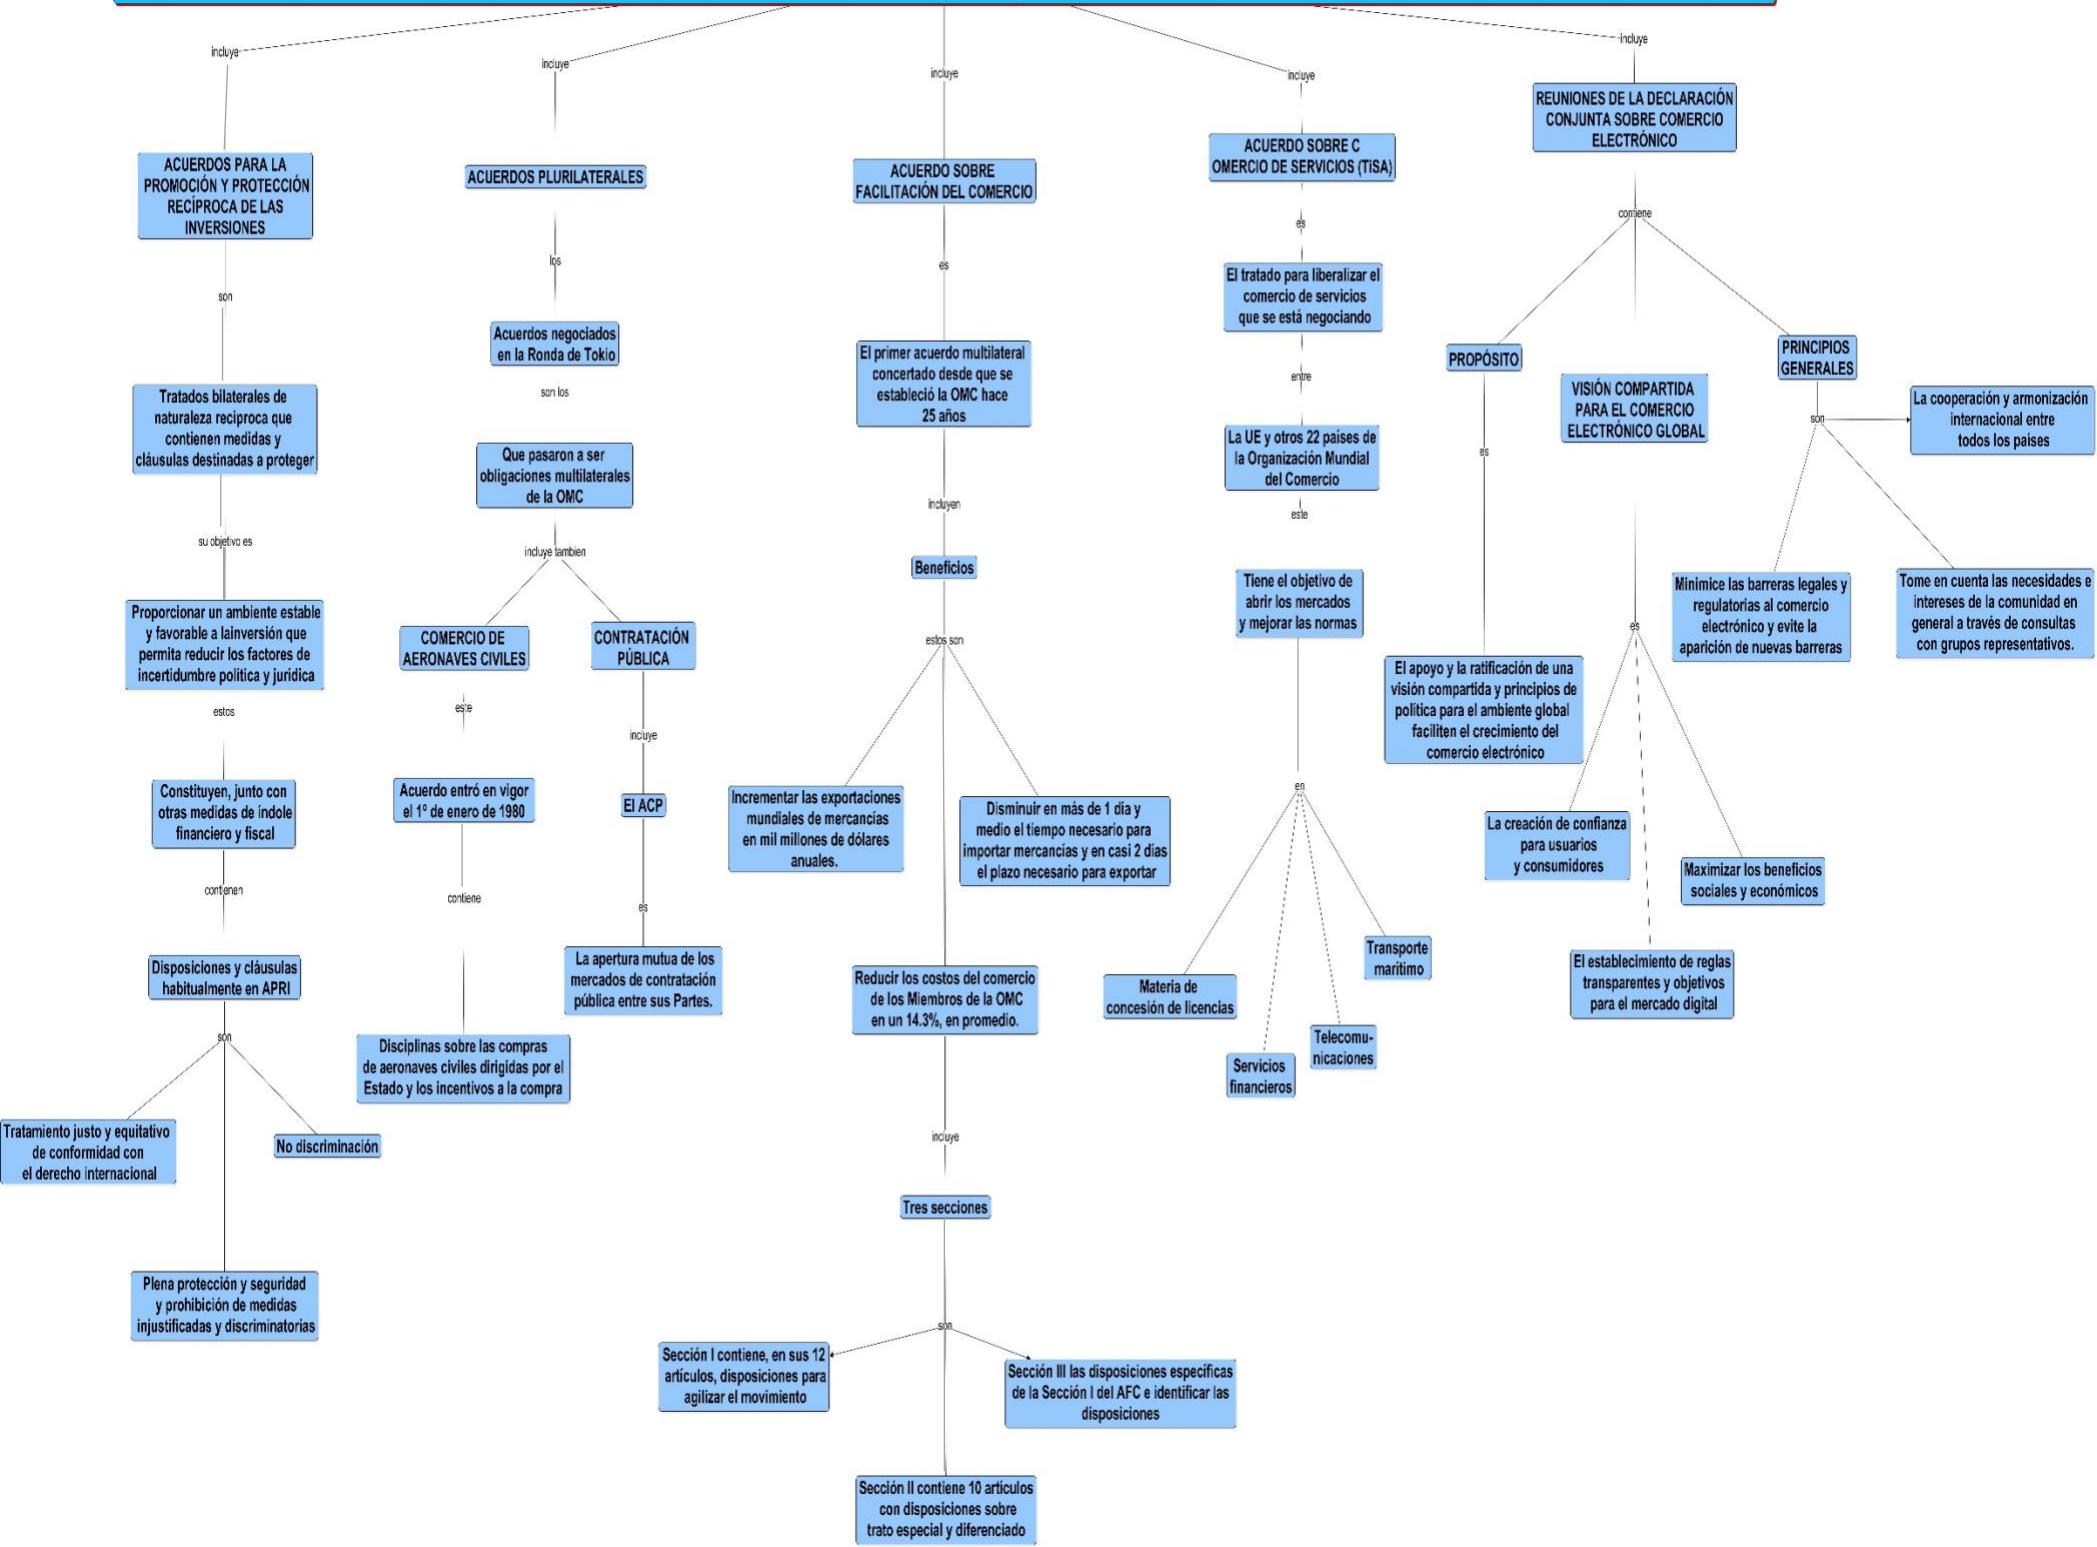 incluye
ACUERDOS PARA LA
PROMOCIÓN Y PROTECCIÓN
RECÍPROCA DE LAS
INVERSIONES
son
Tratados bilaterales de
naturaleza reciproca que
contienen medidas y
cláusulas destinadas a proteger
su objetivo es
Proporcionar un ambiente estable
y favorable a lainversión que
permita reducir los factores de
incertidumbre política y jurídica
estos
Constituyen, junto con
otras medidas de índole
financiero y fiscal
contienen
Disposiciones y cláusulas
habitualmente en APRI
son
Tratamiento justo y equitativo
de conformidad con
el derecho internacional
No discriminación
Plena protección y seguridad
y prohibición de medidas
injustificadas y discriminatorias
incluye
ACUERDOS PLURILATERALES
los
Acuerdos negociados
en la Ronda de Tokio
son los
Que pasaron a ser
obligaciones multilaterales
de la OMC
incluye tambien
COMERCIO DE
AERONAVES CIVILES
este
Acuerdo entró en vigor
el 1º de enero de 1980
contiene
Disciplinas sobre las compras
de aeronaves civiles dirigidas por el
Estado y los incentivos a la compra
CONTRATACIÓN
PÚBLICA
incluye
El ACP
es
La apertura mutua de los
mercados de contratación
pública entre sus Partes.
incluye
ACUERDO SOBRE
FACILITACIÓN DEL COMERCIO
es
El primer acuerdo multilateral
concertado desde que se
estableció la OMC hace
25 años
incluyen
Beneficios
estos son
Incrementar las exportaciones
mundiales de mercancías
en mil millones de dólares
anuales.
Disminuir en más de 1 día y
medio el tiempo necesario para
importar mercancías y en casi 2 días
el plazo necesario para exportar
Reducir los costos del comercio
de los Miembros de la OMC
en un 14.3%, en promedio.
incluye
Tres secciones
son
Sección I contiene, en sus 12
artículos, disposiciones para
agilizar el movimiento
Sección III las disposiciones específicas
de la Sección I del AFC e identificar las
disposiciones
Sección II contiene 10 artículos
con disposiciones sobre
trato especial y diferenciado
incluye
ACUERDO SOBRE C
OMERCIO DE SERVICIOS (TiSA)
es
El tratado para liberalizar el
comercio de servicios
que se está negociando
entre
La UE y otros 22 países de
la Organización Mundial
del Comercio
este
Tiene el objetivo de
abrir los mercados
y mejorar las normas
en
Materia de
concesión de licencias
Servicios
financieros
Telecomu-
nicaciones
Transporte
marítimo
incluye
REUNIONES DE LA DECLARACIÓN
CONJUNTA SOBRE COMERCIO
ELECTRÓNICO
contiene
PROPÓSITO
es
El apoyo y la ratificación de una
visión compartida y principios de
política para el ambiente global
faciliten el crecimiento del
comercio electrónico
VISIÓN COMPARTIDA
PARA EL COMERCIO
ELECTRÓNICO GLOBAL
es
La creación de confianza
para usuarios
y consumidores
El establecimiento de reglas
transparentes y objetivos
para el mercado digital
Maximizar los beneficios
sociales y económicos
PRINCIPIOS
GENERALES
son
La cooperación y armonización
internacional entre
todos los países
Minimice las barreras legales y
regulatorias al comercio
electrónico y evite la
aparición de nuevas barreras
Tome en cuenta las necesidades e
intereses de la comunidad en
general a través de consultas
con grupos representativos.